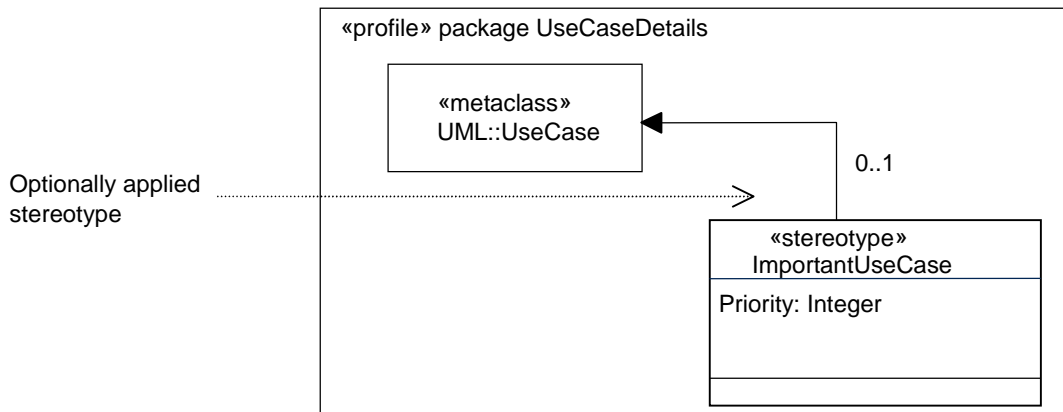 «profile» package UseCaseDetails
«metaclass»
UML::UseCase
0..1
Optionally applied
stereotype
«stereotype»
ImportantUseCase
Priority: Integer